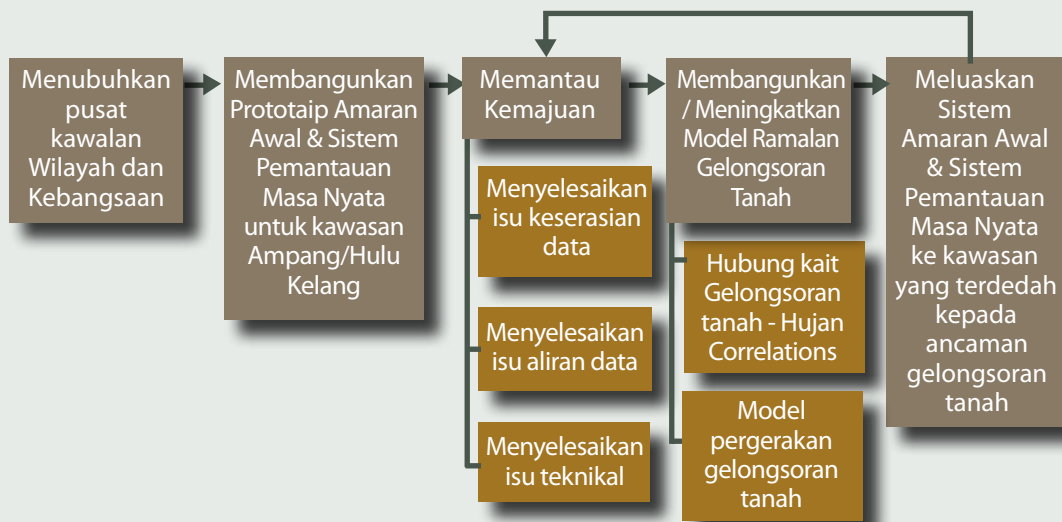 Menubuhkan
pusat
kawalan
Wilayah dan
Kebangsaan
Membangunkan
Prototaip Amaran
Awal & Sistem
Pemantauan
Masa Nyata
untuk kawasan
Ampang/Hulu
Kelang
Memantau
Kemajuan
Menyelesaikan
isu keserasian
data
Menyelesaikan
isu aliran data
Menyelesaikan
isu teknikal
Membangunkan
/ Meningkatkan
Model Ramalan
Gelongsoran
Tanah
Hubung kait
Gelongsoran
tanah - Hujan
Correlations
Model
pergerakan
gelongsoran
tanah
Meluaskan
Sistem
Amaran Awal
& Sistem
Pemantauan
Masa Nyata
ke kawasan
yang terdedah
kepada
ancaman
gelongsoran
tanah